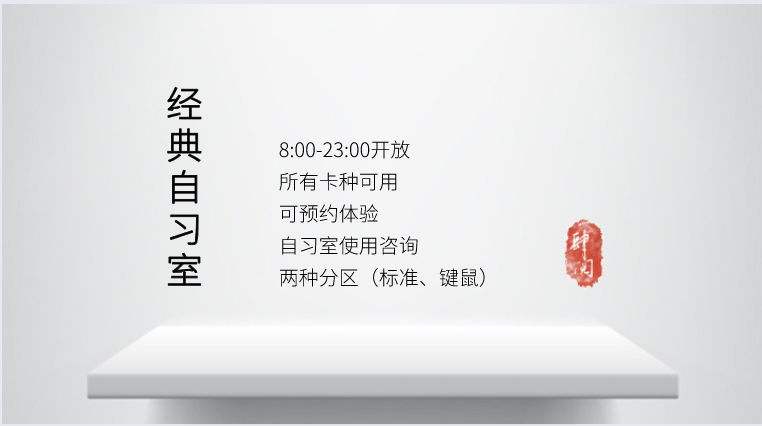 经典自习室
8:00-23:00开放
所有卡种可用
可预约体验
自习室使用咨询
两种分区（标准、键鼠）